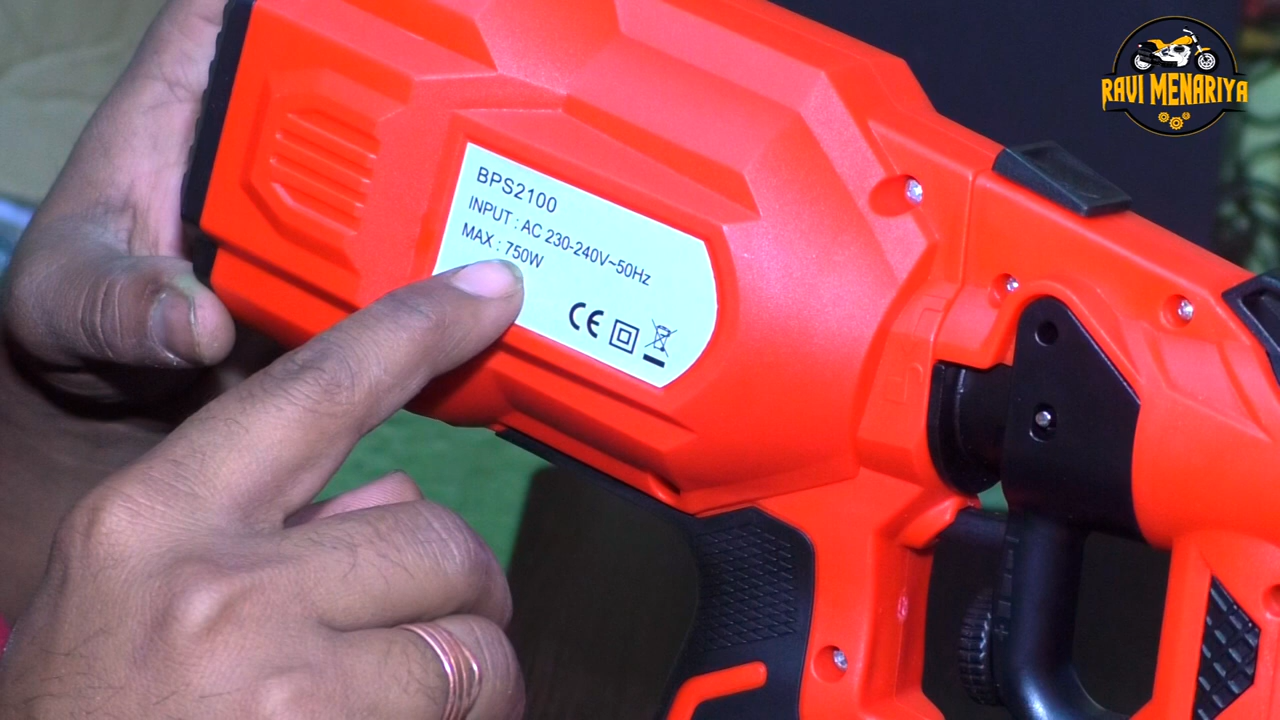 RAVI MENARIYA
BPS2100
INPUT : AC 230-240V~50Hz
MAX : 750W
CE